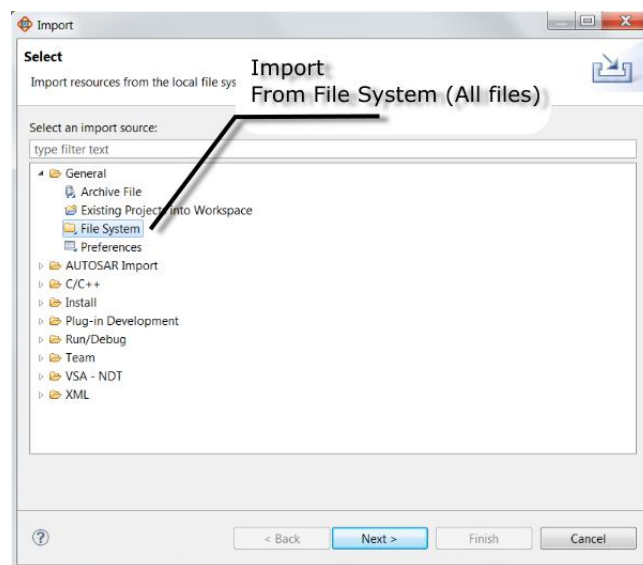 Import
Select
Import resources from the local file sys
Import
From File System (All files)
Select an import source:
type filter text
General
Archive File
Existing Projects into Workspace
File System
Preferences
AUTOSAR Import
C/C++
Install
Plug-in Development
Run/Debug
Team
VSA - NDT
XML
?
< Back Next > Finish Cancel